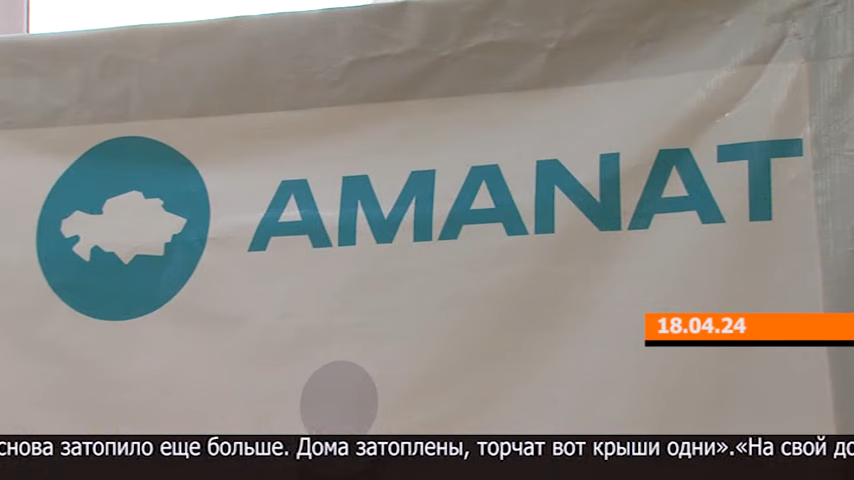 AMANAT
18.04.24
снова затопило еще больше. Дома затоплены, торчат вот крыши одни».«На свой до